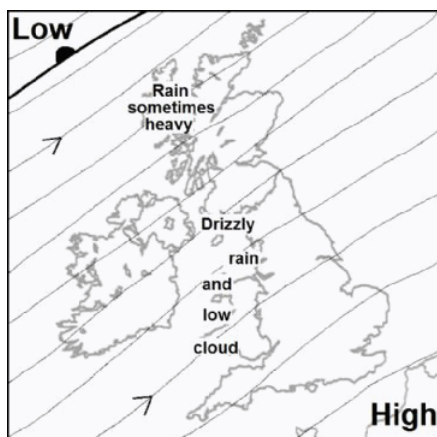 Low
Rain
sometimes
heavy
Drizzly
rain
and
low
cloud
High